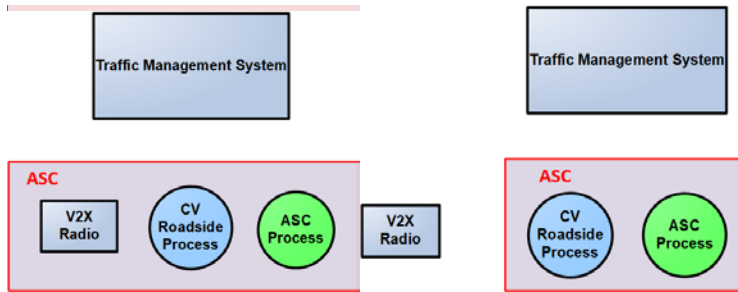 Traffic Management System
Traffic Management System
ASC
V2X
Radio
CV
Roadside
Process
ASC
Process
V2X
Radio
ASC
CV
Roadside
Process
ASC
Process